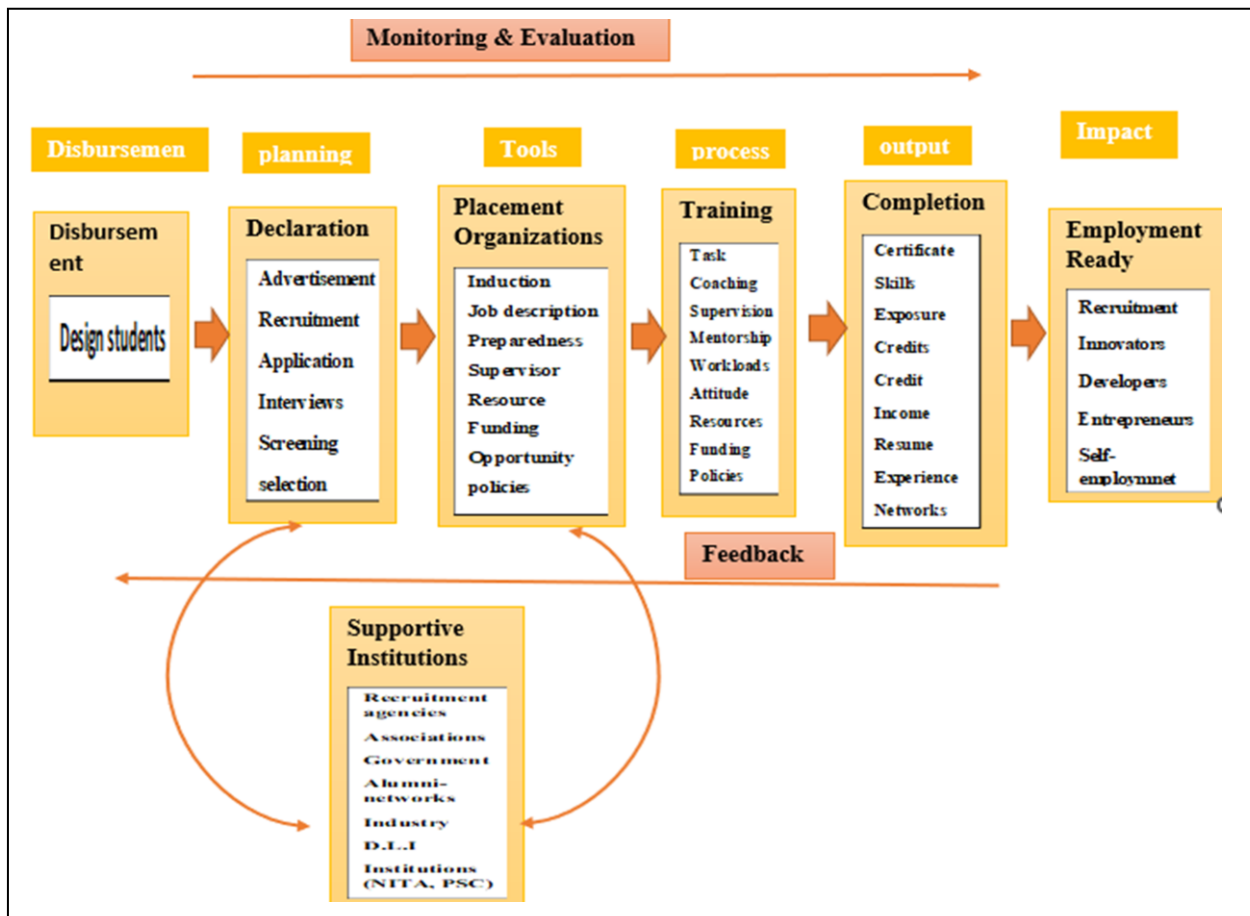 Monitoring & Evaluation
Disbursemen
planning
Tools
process
output
Impact
Disbursem
ent
Design students
Declaration
Advertisement
Recruitment
Application
Interviews
Screening
selection
Placement
Organizations
Induction
Job description
Preparedness
Supervisor
Resource
Funding
Opportunity
policies
Training
Task
Coaching
Supervision
Mentorship
Workloads
Attitude
Resources
Funding
Policies
Completion
Certificate
Skills
Exposure
Credits
Credit
Income
Resume
Experience
Networks
Employment
Ready
Recruitment
Innovators
Developers
Entrepreneurs
Self-
employmnet
Feedback
Supportive
Institutions
Recruitment
agencies
Associations
Government
Alumni-
networks
Industry
D.L.I
Institutions
(NITA, PSC)